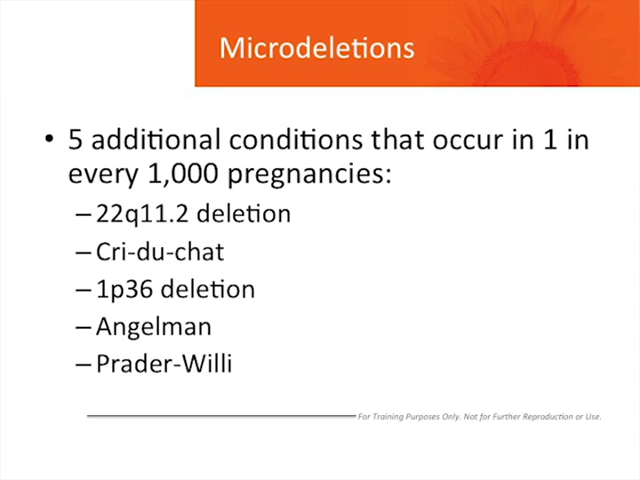 Microdeletions
• 5 additional conditions that occur in 1 in
every 1,000 pregnancies:
– 22q11.2 deletion
– Cri-du-chat
– 1p36 deletion
– Angelman
– Prader-Willi
For Training Purposes Only. Not for Further Reproduction or Use.